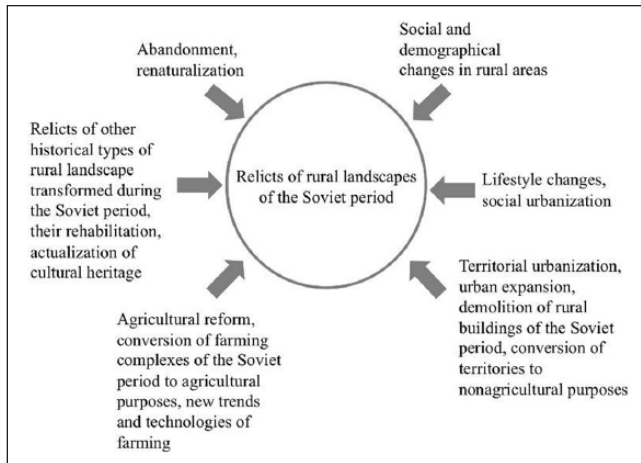 Abandonment,
renaturalization
Social and
demographical
changes in rural areas
Relicts of other
historical types of
rural landscape
transformed during
the Soviet period,
their rehabilitation,
actualization of
cultural heritage
Relicts of rural landscapes
of the Soviet period
Lifestyle changes,
social urbanization
Agricultural reform,
conversion of farming
complexes of the Soviet
period to agricultural
purposes, new trends
and technologies of
farming
Territorial urbanization,
urban expansion,
demolition of rural
buildings of the Soviet
period, conversion of
territories to
nonagricultural purposes